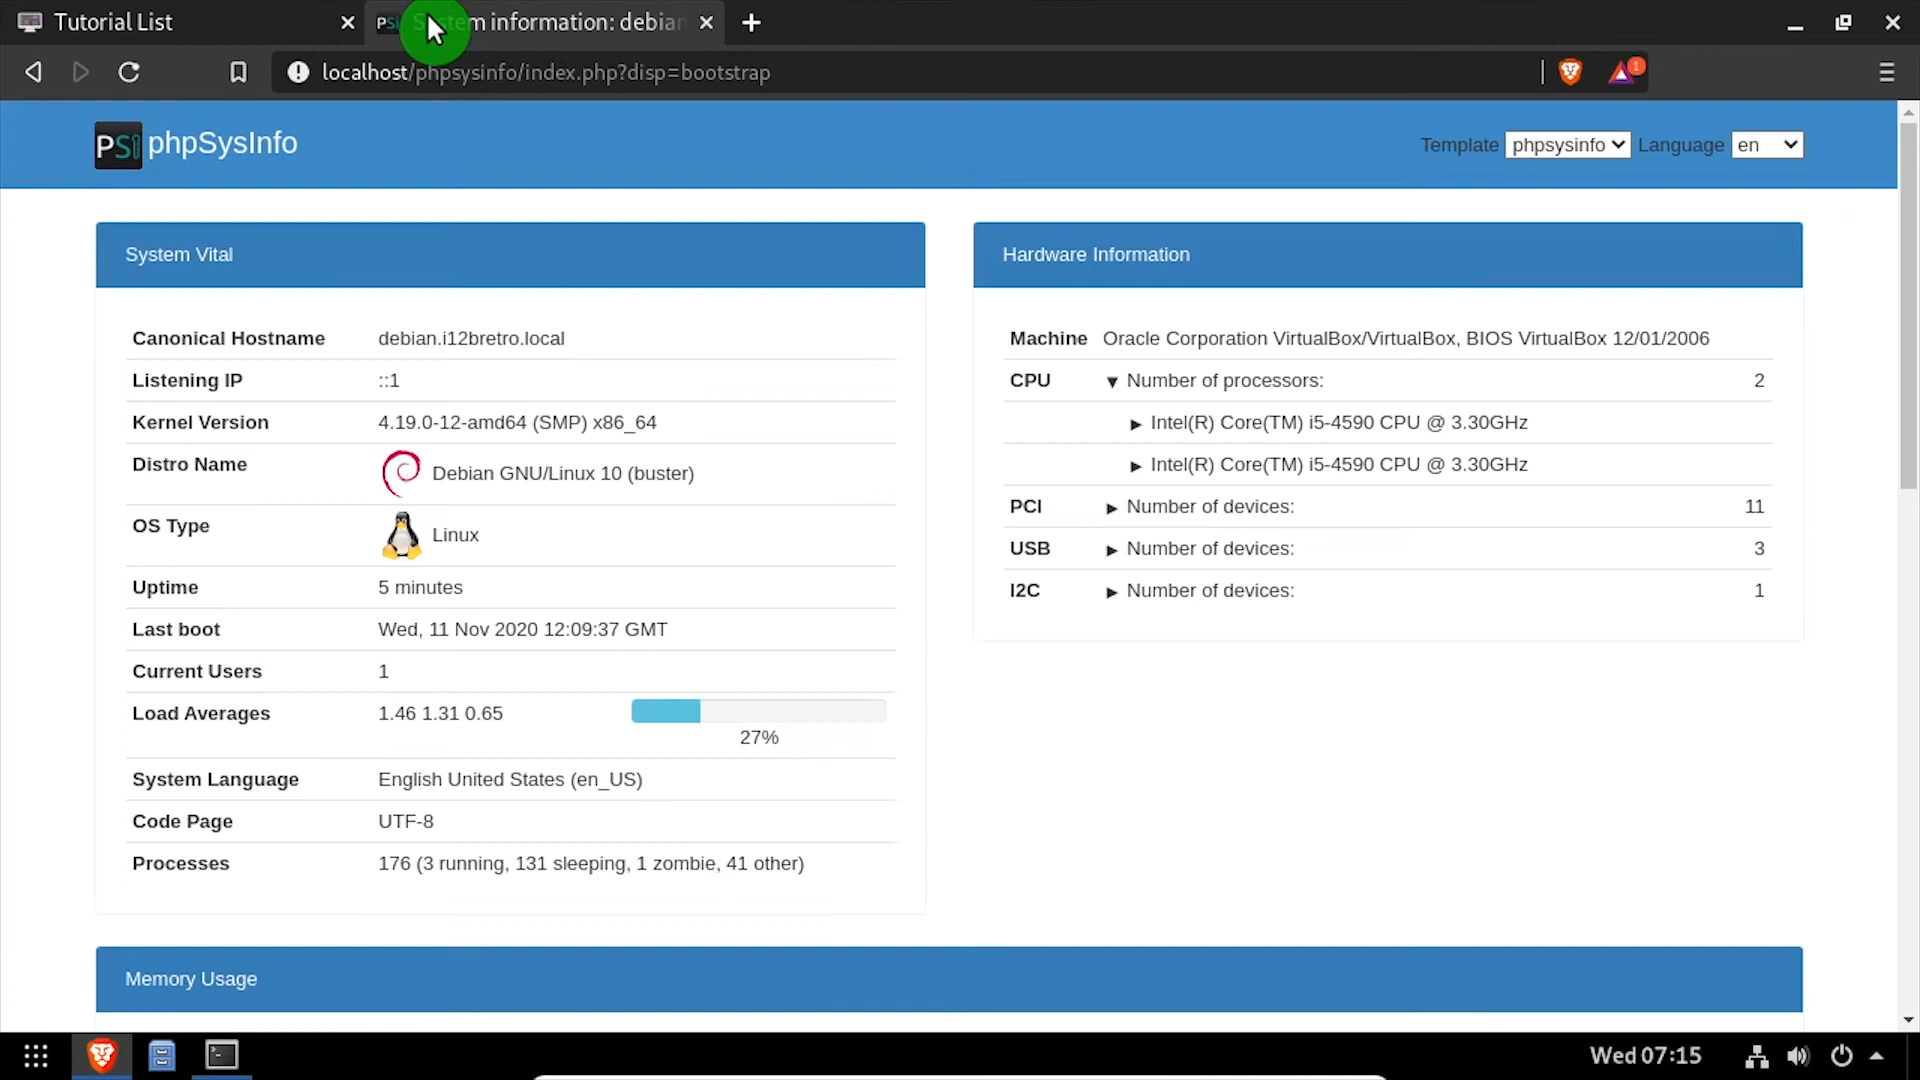 Tutorial List
System information: debian
localhost/phpsysinfo/index.php?disp=bootstrap
1
PSi phpSysInfo
Template phpsysinfo Language en
System Vital
Canonical Hostname debian.i12bretro.local
Listening IP ::1
Kernel Version 4.19.0-12-amd64 (SMP) x86_64
Distro Name Debian GNU/Linux 10 (buster)
OS Type Linux
Uptime 5 minutes
Last boot Wed, 11 Nov 2020 12:09:37 GMT
Current Users 1
Load Averages 1.46 1.31 0.65
27%
System Language English United States (en_US)
Code Page UTF-8
Processes 176 (3 running, 131 sleeping, 1 zombie, 41 other)
Hardware Information
Machine Oracle Corporation VirtualBox/VirtualBox, BIOS VirtualBox 12/01/2006
CPU Number of processors: 2
Intel(R) Core(TM) i5-4590 CPU @ 3.30GHz
Intel(R) Core(TM) i5-4590 CPU @ 3.30GHz
PCI Number of devices: 11
USB Number of devices: 3
I2C Number of devices: 1
Memory Usage
Wed 07:15